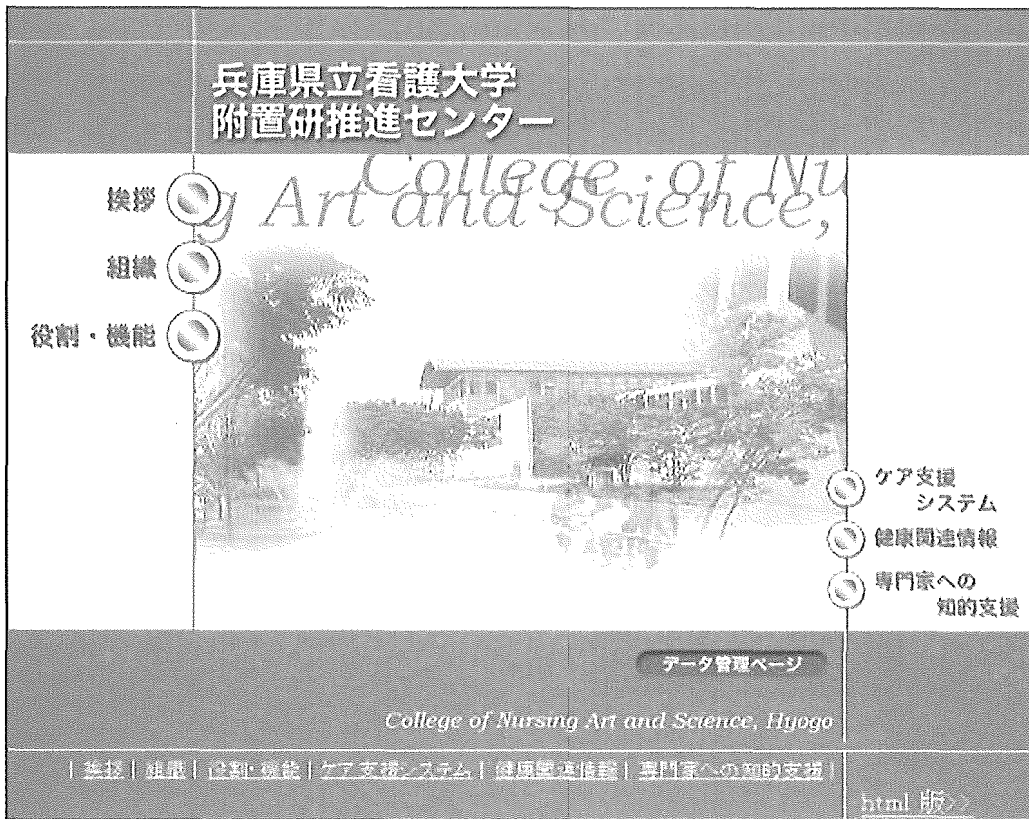 兵庫県立看護大学
附置研推進センター
College of Nu
g Art and Science,
挨拶
組織
役割・機能
ケア支援
システム
健康関連情報
専門家への
知的支援
データ管理ページ
College of Nursing Art and Science, Hyogo
| 挨拶 | 組織 | 役割・機能 | ケア支援システム | 健康関連情報 | 専門家への知的支援 |
html 版>>